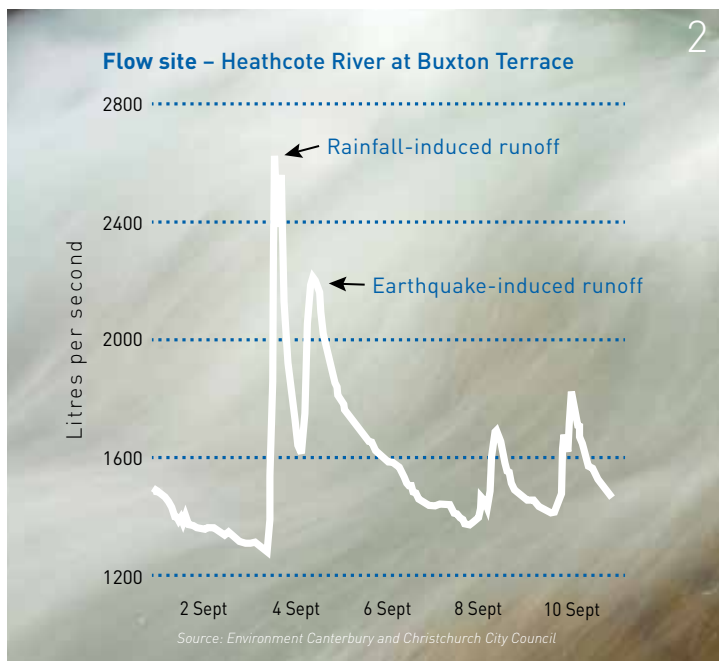 2
Flow site – Heathcote River at Buxton Terrace
2800
Rainfall-induced runoff
2400
Earthquake-induced runoff
Litres per second
2000
1600
1200
2 Sept 4 Sept 6 Sept 8 Sept 10 Sept
Source: Environment Canterbury and Christchurch City Council